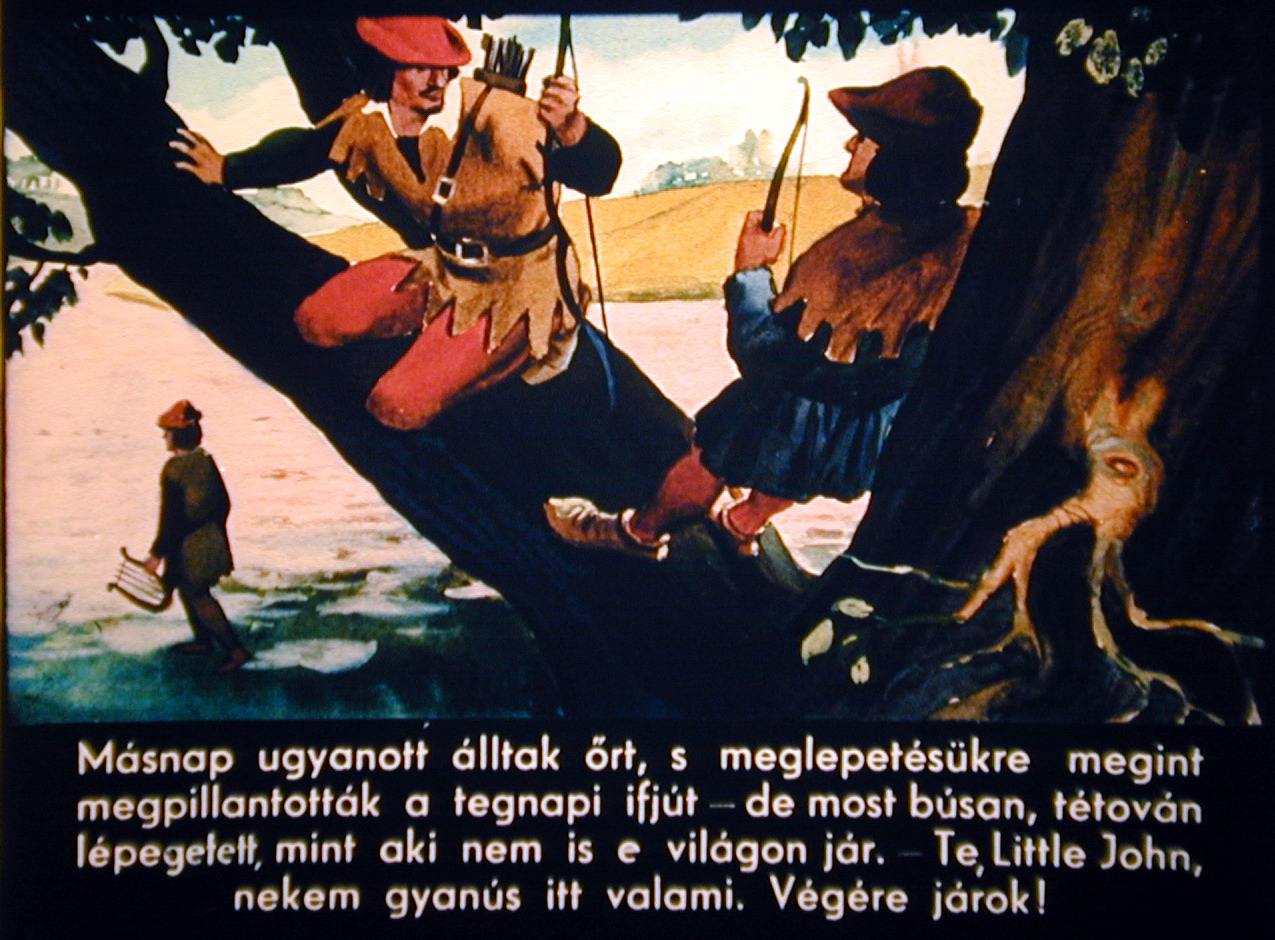 Másnap ugyanott álltak őrt, s meglepetésükre megint
megpillantották a tegnapi ifjút – de most búsan, tétován
lépegetett, mint aki nem is e világon jár. – Te, Little John,
nekem gyanús itt valami. Végére járok!